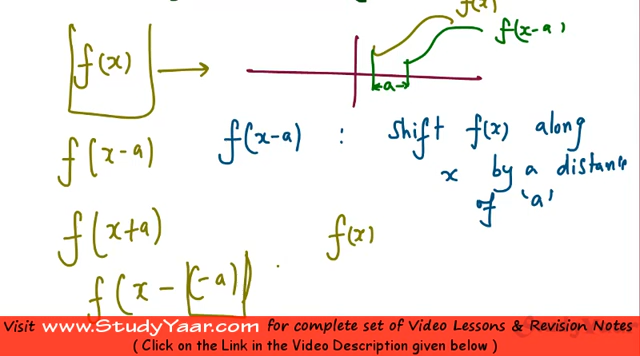 f(x)
f(x) f(x-a)
a
f(x-a) f(x-a) : shift f(x) along
x by a distance
of 'a'
f(x+a) f(x)
f(x-(-a))
Visit www.StudyYaar.com for complete set of Video Lessons & Revision Notes
( Click on the Link in the Video Description given below )